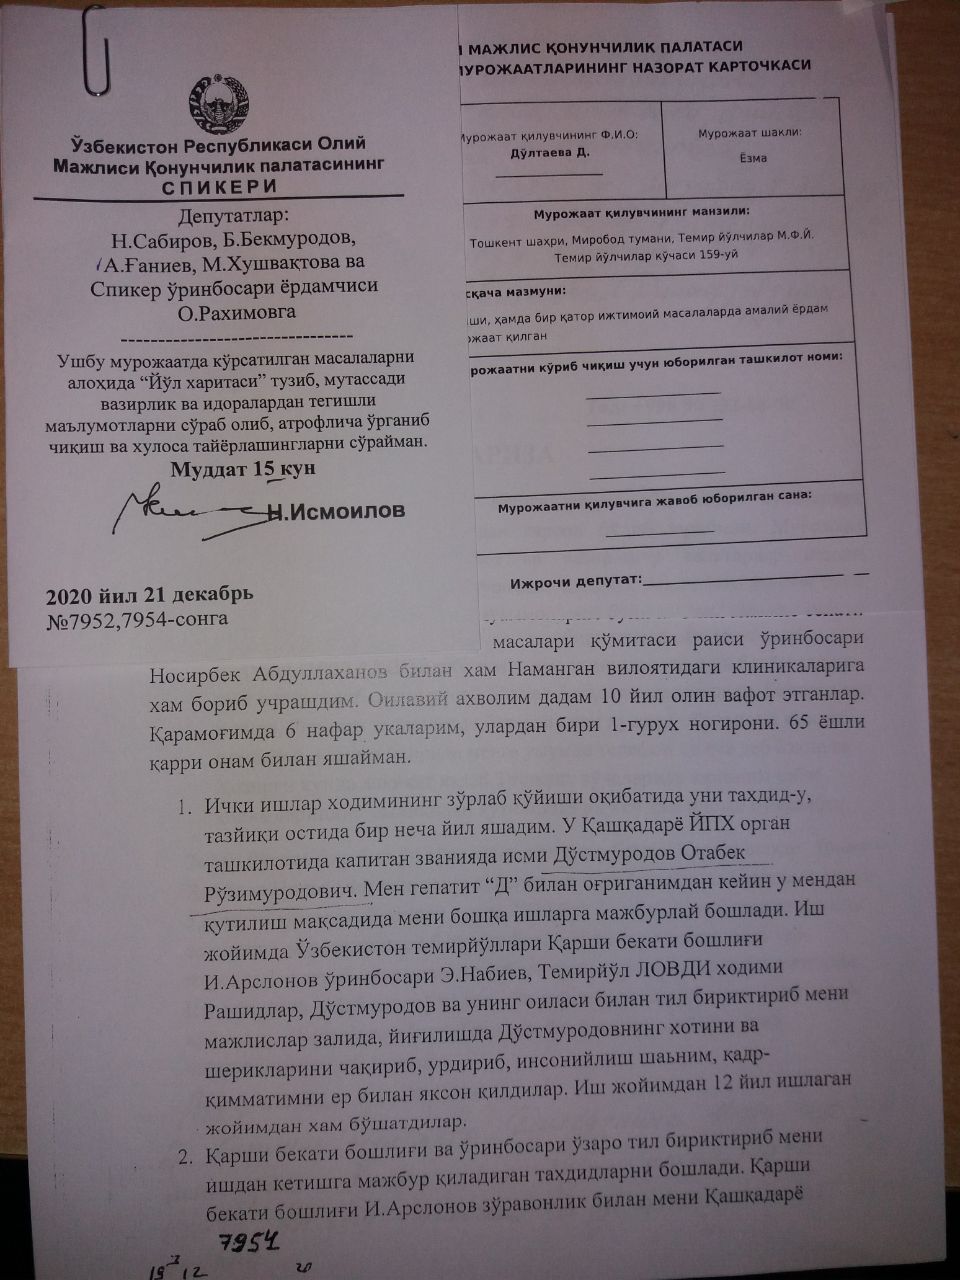 Ўзбекистон Республикаси Олий
Мажлиси Қонунчилик палатасининг
СПИКЕРИ
Депутатлар:
Н.Сабиров, Б.Бекмуродов,
А.Ғаниев, М.Хушвақтова ва
Спикер ўринбосари ёрдамчиси
О.Рахимовга
Ушбу мурожаатда кўрсатилган масалаларни
алоҳида “Йўл харитаси” тузиб, мутассади
вазирлик ва идоралардан тегишли
маълумотларни сўраб олиб, атрофлича ўрганиб
чиқиш ва хулоса тайёрлашингларни сўрайман.
Муддат 15 кун
Н.Исмоилов
2020 йил 21 декабрь
№7952,7954-сонга
МАЖЛИС ҚОНУНЧИЛИК ПАЛАТАСИ
МУРОЖААТЛАРИНИНГ НАЗОРАТ КАРТОЧКАСИ
Мурожаат қилувчининг Ф.И.О:
Дўлтаева Д.
Мурожаат шакли:
Ёзма
Мурожаат қилувчининг манзили:
Тошкент шаҳри, Миробод тумани, Темир йўлчилар М.Ф.Й.
Темир йўлчилар кўчаси 159-уй
сқача мазмуни:
иши, ҳамда бир қатор ижтимоий масалаларда амалий ёрдам
ожаат қилган
рожаатни кўриб чиқиш учун юборилган ташкилот номи:
Мурожаатни қилувчига жавоб юборилган сана:
Ижрочи депутат:
масалари қўмитаси раиси ўринбосари
Носирбек Абдуллаханов билан хам Наманган вилоятидаги клиникаларига
хам бориб учрашдим. Оилавий ахволим дадам 10 йил олин вафот этганлар.
Қарамоғимда 6 нафар укаларим, улардан бири 1-гурух ногирони. 65 ёшли
қарри онам билан яшайман.
1. Ички ишлар ходимининг зўрлаб қўйиши оқибатида уни тахдид-у,
тазйиқи остида бир неча йил яшадим. У Қашқадарё ЙПХ орган
ташкилотида капитан званияда исми Дўстмуродов Отабек
Рўзимуродович. Мен гепатит “Д” билан оғриганимдан кейин у мендан
қутилиш мақсадида мени бошқа ишларга мажбурлай бошлади. Иш
жойимда Ўзбекистон темирйўллари Қарши бекати бошлиғи
И.Арслонов ўринбосари Э.Набиев, Темирйўл ЛОВДИ ходими
Рашидлар, Дўстмуродов ва унинг оиласи билан тил бириктириб мени
мажлислар залида, йиғилишда Дўстмуродовнинг хотини ва
шерикларини чақириб, урдириб, инсонийлиш шаьним, қадр-
қимматимни ер билан яксон қилдилар. Иш жойимдан 12 йил ишлаган
жойимдан хам бўшатдилар.
2. Қарши бекати бошлиғи ва ўринбосари ўзаро тил бириктириб мени
ишдан кетишга мажбур қиладиган тахдидларни бошлади. Қарши
бекати бошлиғи И.Арслонов зўравонлик билан мени Қашқадарё
7954
19 12 20